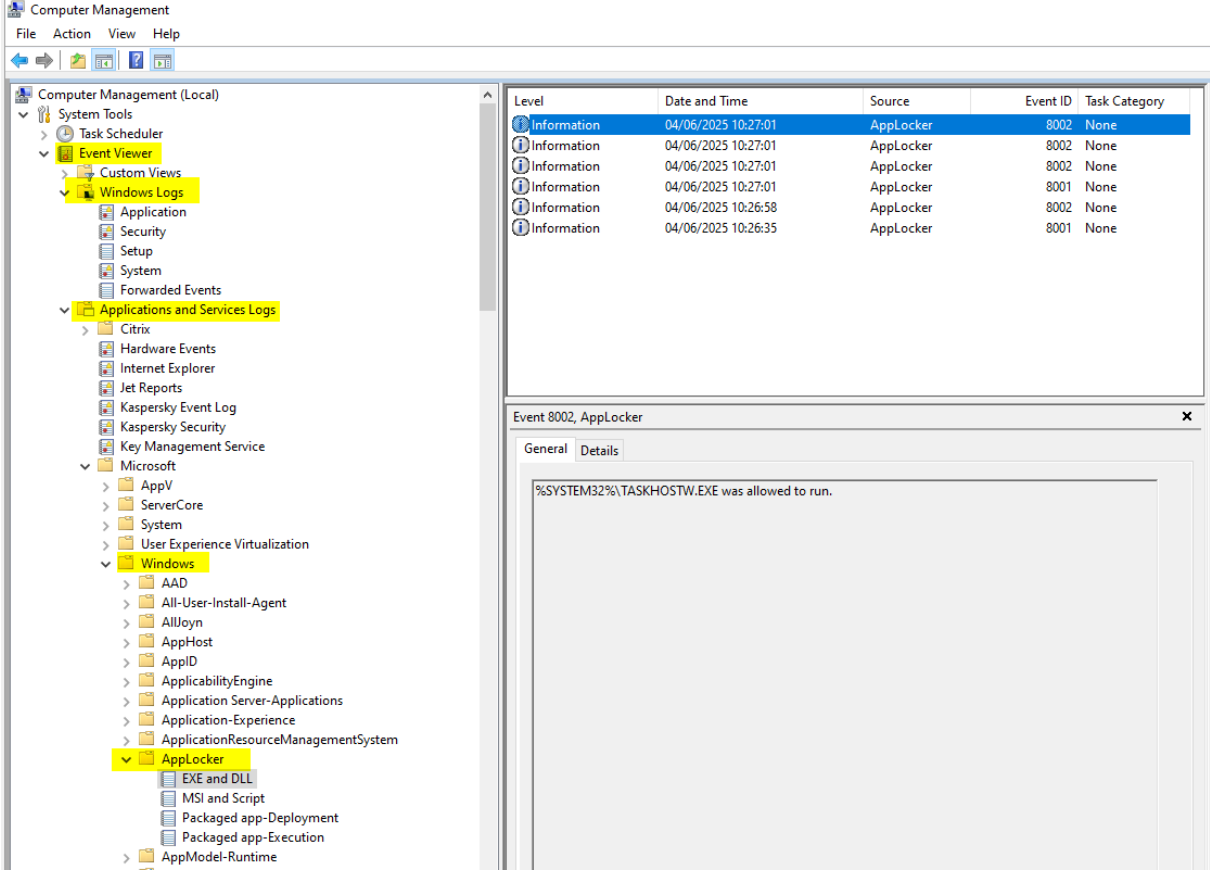 Computer Management
File Action View Help
Computer Management (Local)
System Tools
Task Scheduler
Event Viewer
Custom Views
Windows Logs
Application
Security
Setup
System
Forwarded Events
Applications and Services Logs
Citrix
Hardware Events
Internet Explorer
Jet Reports
Kaspersky Event Log
Kaspersky Security
Key Management Service
Microsoft
AppV
ServerCore
System
User Experience Virtualization
Windows
AAD
All-User-Install-Agent
AllJoyn
AppHost
AppID
ApplicabilityEngine
Application Server-Applications
Application-Experience
ApplicationResourceManagementSystem
AppLocker
EXE and DLL
MSI and Script
Packaged app-Deployment
Packaged app-Execution
AppModel-Runtime
Level Date and Time Source Event ID Task Category
Information 04/06/2025 10:27:01 AppLocker 8002 None
Information 04/06/2025 10:27:01 AppLocker 8002 None
Information 04/06/2025 10:27:01 AppLocker 8002 None
Information 04/06/2025 10:27:01 AppLocker 8001 None
Information 04/06/2025 10:26:58 AppLocker 8002 None
Information 04/06/2025 10:26:35 AppLocker 8001 None
Event 8002, AppLocker
General Details
%SYSTEM32%\TASKHOSTW.EXE was allowed to run.